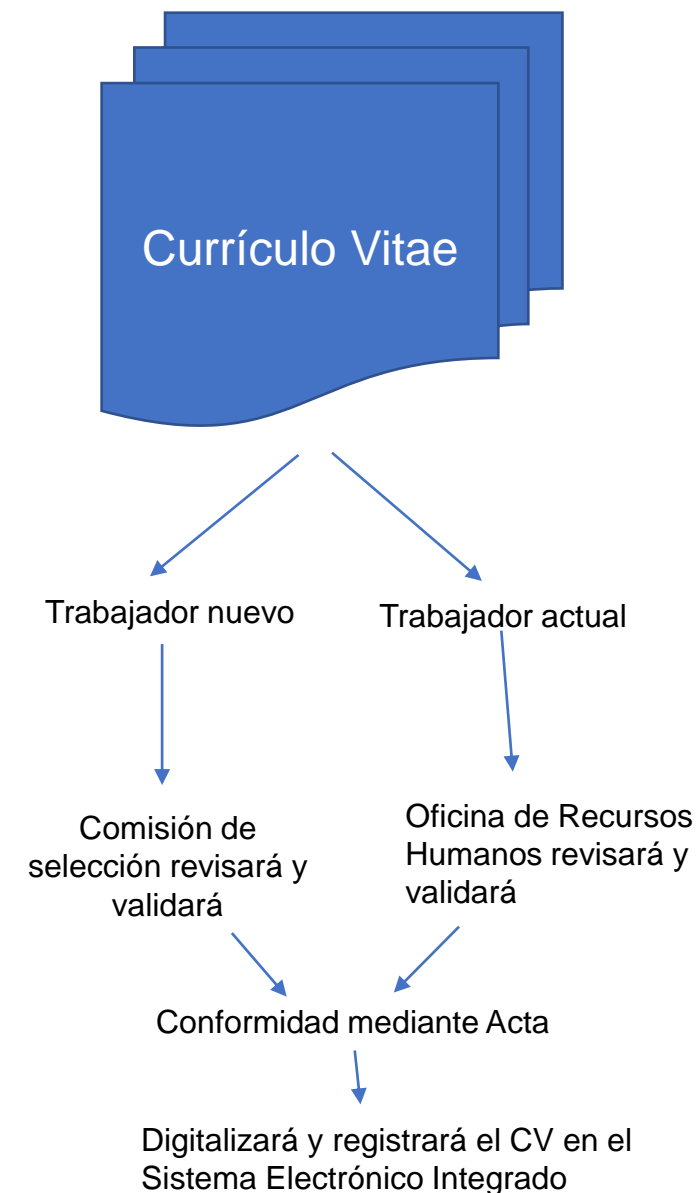 Currículo Vitae
Trabajador nuevo
Trabajador actual
Comisión de
selección revisará y
validará
Oficina de Recursos
Humanos revisará y
validará
Conformidad mediante Acta
Digitalizará y registrará el CV en el
Sistema Electrónico Integrado